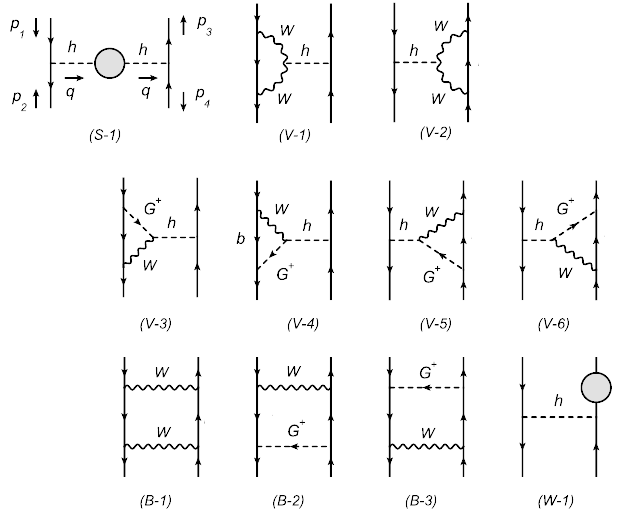 p₁ h h p₃
p₂ q q p₄
(S-1)
W h W
(V-1)
h W W
(V-2)
G⁺ h W
(V-3)
W h b G⁺
(V-4)
h W G⁺
(V-5)
h G⁺ W
(V-6)
W W
(B-1)
W G⁺
(B-2)
G⁺ W
(B-3)
h
(W-1)